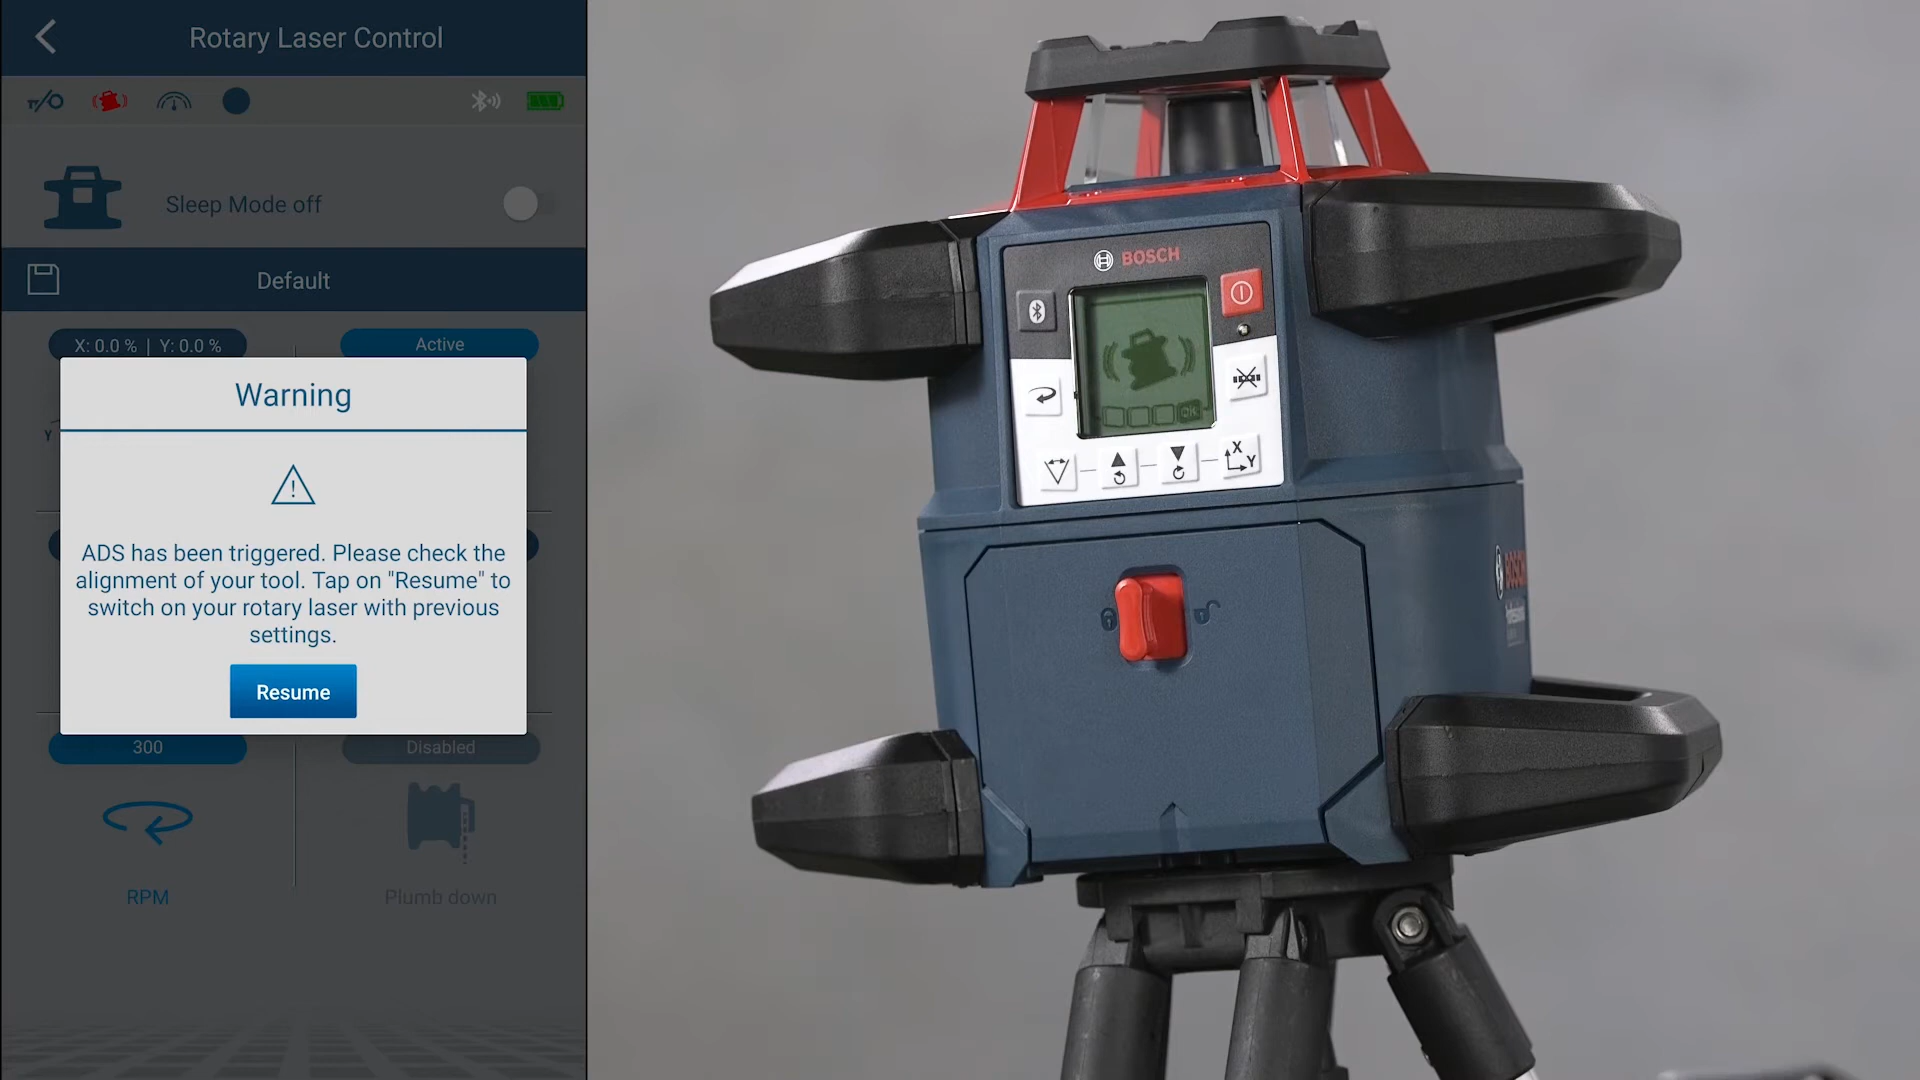 Rotary Laser Control
Sleep Mode off
Default
X: 0.0 % | Y: 0.0 %
Active
Y
Warning
ADS has been triggered. Please check the
alignment of your tool. Tap on "Resume" to
switch on your rotary laser with previous
settings.
Resume
300
Disabled
RPM
Plumb down
BOSCH
OK
X
Y
BOSCH